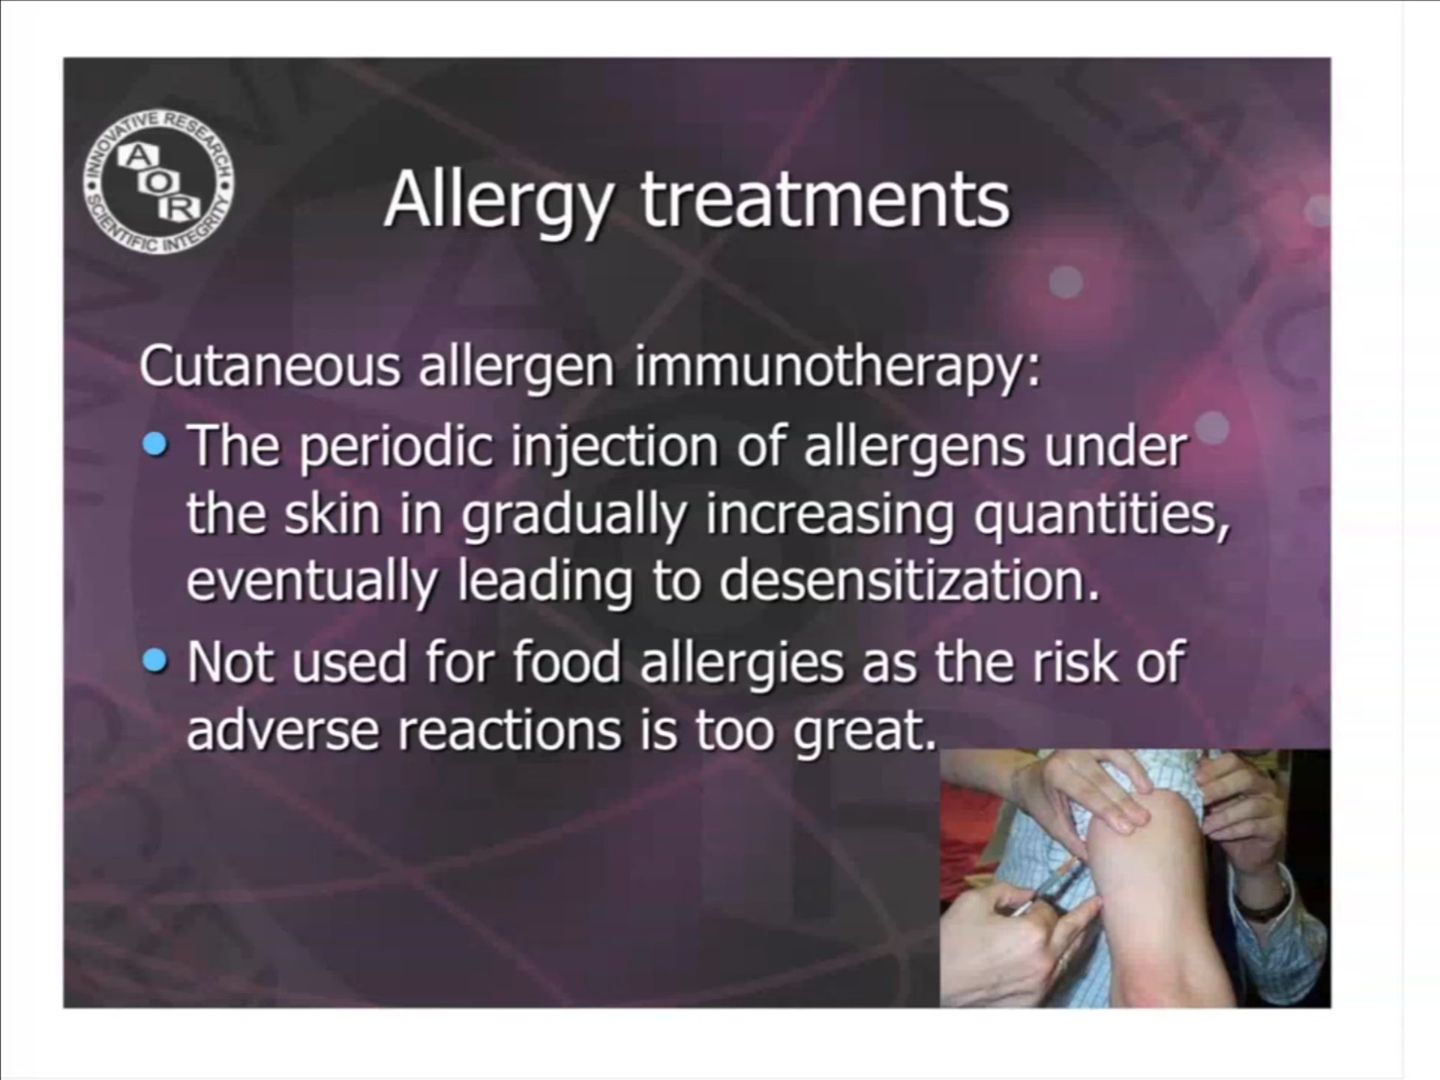 INNOVATIVE RESEARCH
AOR
SCIENTIFIC INTEGRITY
Allergy treatments
Cutaneous allergen immunotherapy:
The periodic injection of allergens under
the skin in gradually increasing quantities,
eventually leading to desensitization.
Not used for food allergies as the risk of
adverse reactions is too great.